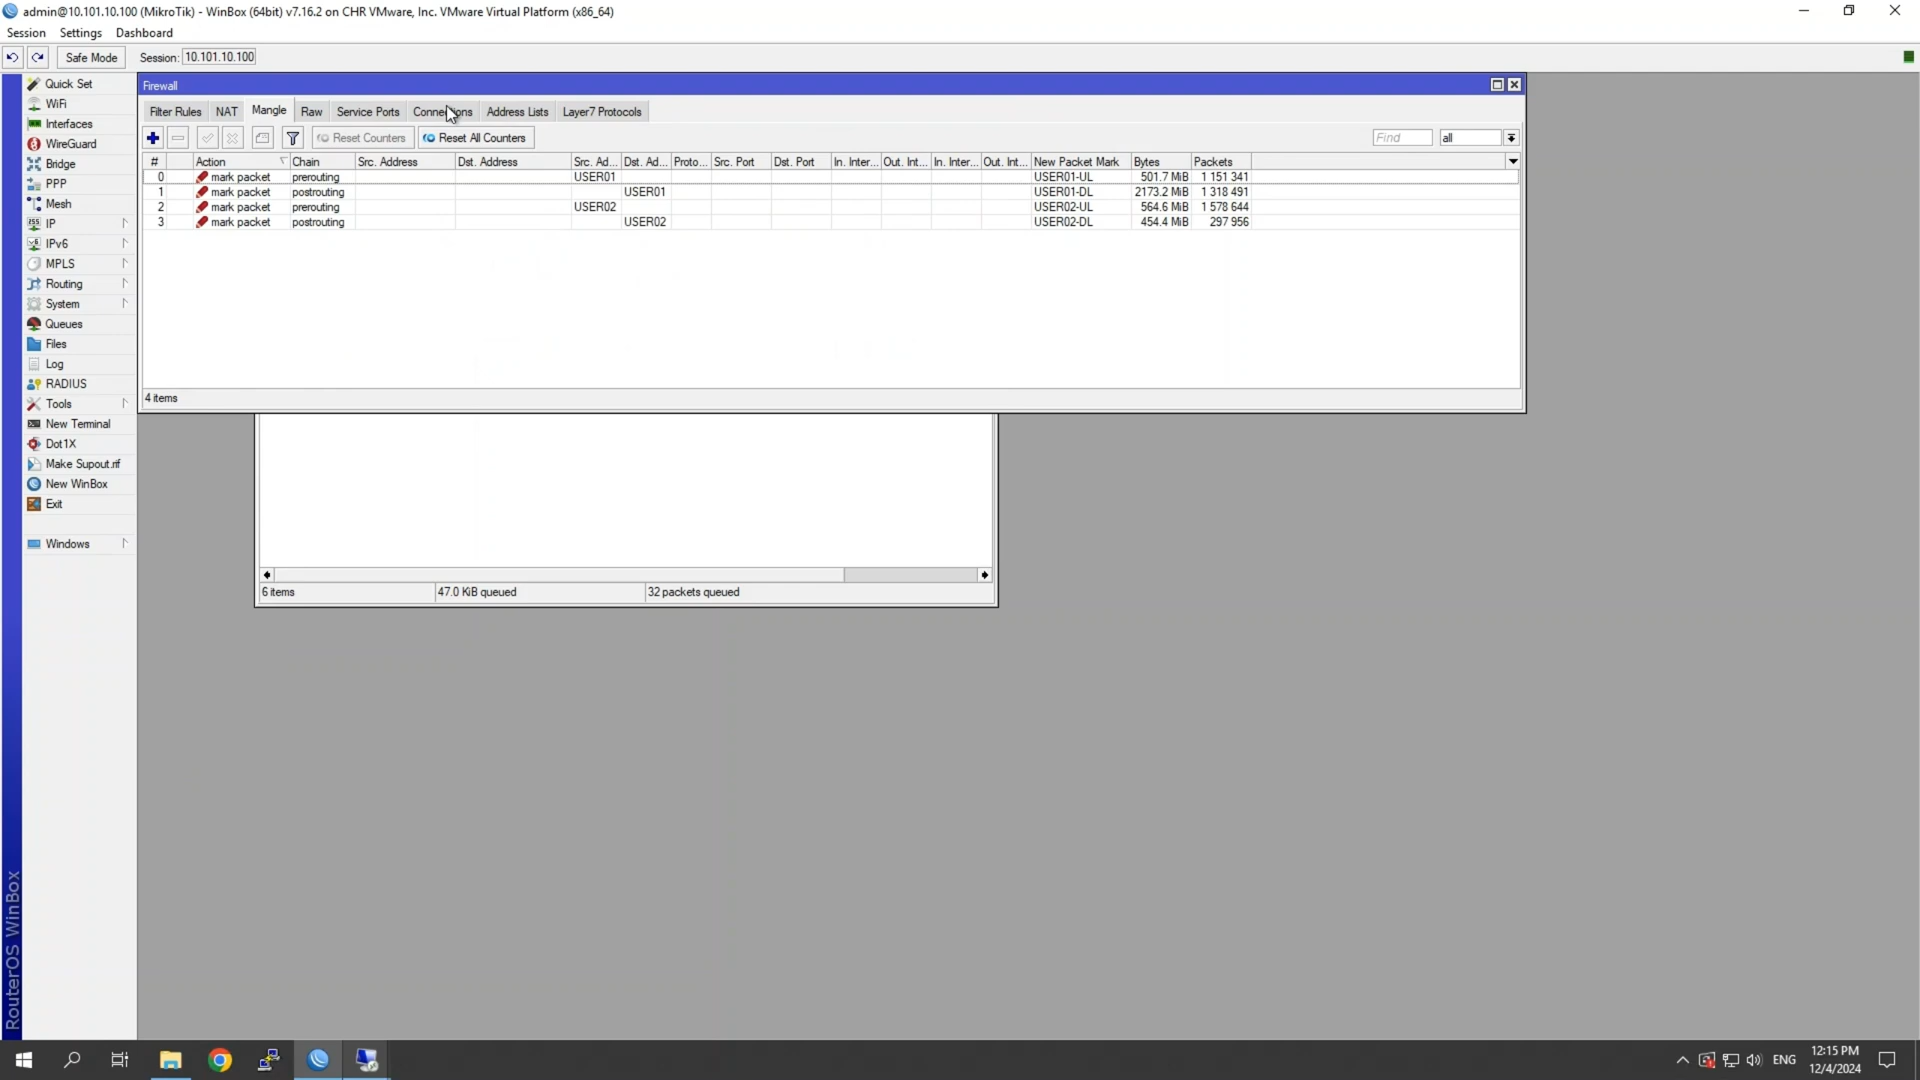 admin@10.101.10.100 (MikroTik) - WinBox (64bit) v7.16.2 on CHR VMware, Inc. VMware Virtual Platform (x86_64)
Session Settings Dashboard
Safe Mode Session: 10.101.10.100
Quick Set
WiFi
Interfaces
WireGuard
Bridge
PPP
Mesh
IP
IPv6
MPLS
Routing
System
Queues
Files
Log
RADIUS
Tools
New Terminal
Dot1X
Make Supout.rif
New WinBox
Exit
Windows
RouterOS WinBox
Firewall
Filter Rules NAT Mangle Raw Service Ports Connections Address Lists Layer7 Protocols
Reset Counters Reset All Counters Find all
# Action Chain Src. Address Dst. Address Src. Ad... Dst. Ad... Proto... Src. Port Dst. Port In. Inter... Out. Int... In. Inter... Out. Int... New Packet Mark Bytes Packets
0 mark packet prerouting USER01 USER01-UL 501.7 MiB 1 151 341
1 mark packet postrouting USER01 USER01-DL 2173.2 MiB 1 318 491
2 mark packet prerouting USER02 USER02-UL 564.6 MiB 1 578 644
3 mark packet postrouting USER02 USER02-DL 454.4 MiB 297 956
4 items
6 items 47.0 KiB queued 32 packets queued
ENG
12:15 PM
12/4/2024